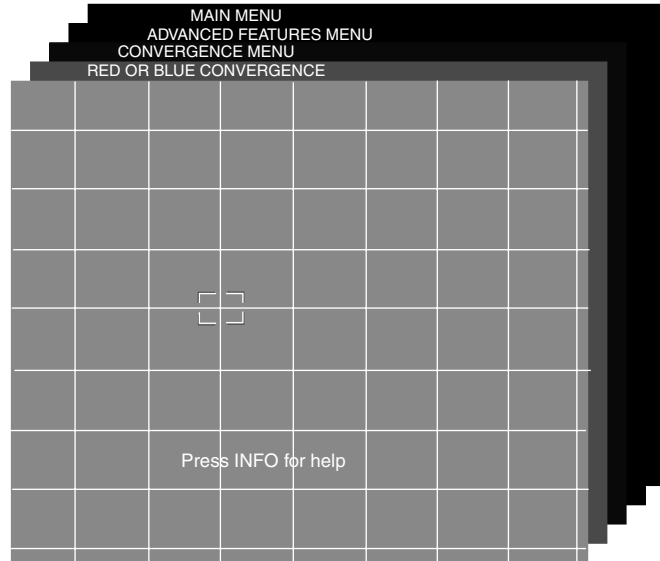 MAIN MENU
ADVANCED FEATURES MENU
CONVERGENCE MENU
RED OR BLUE CONVERGENCE
Press INFO for help